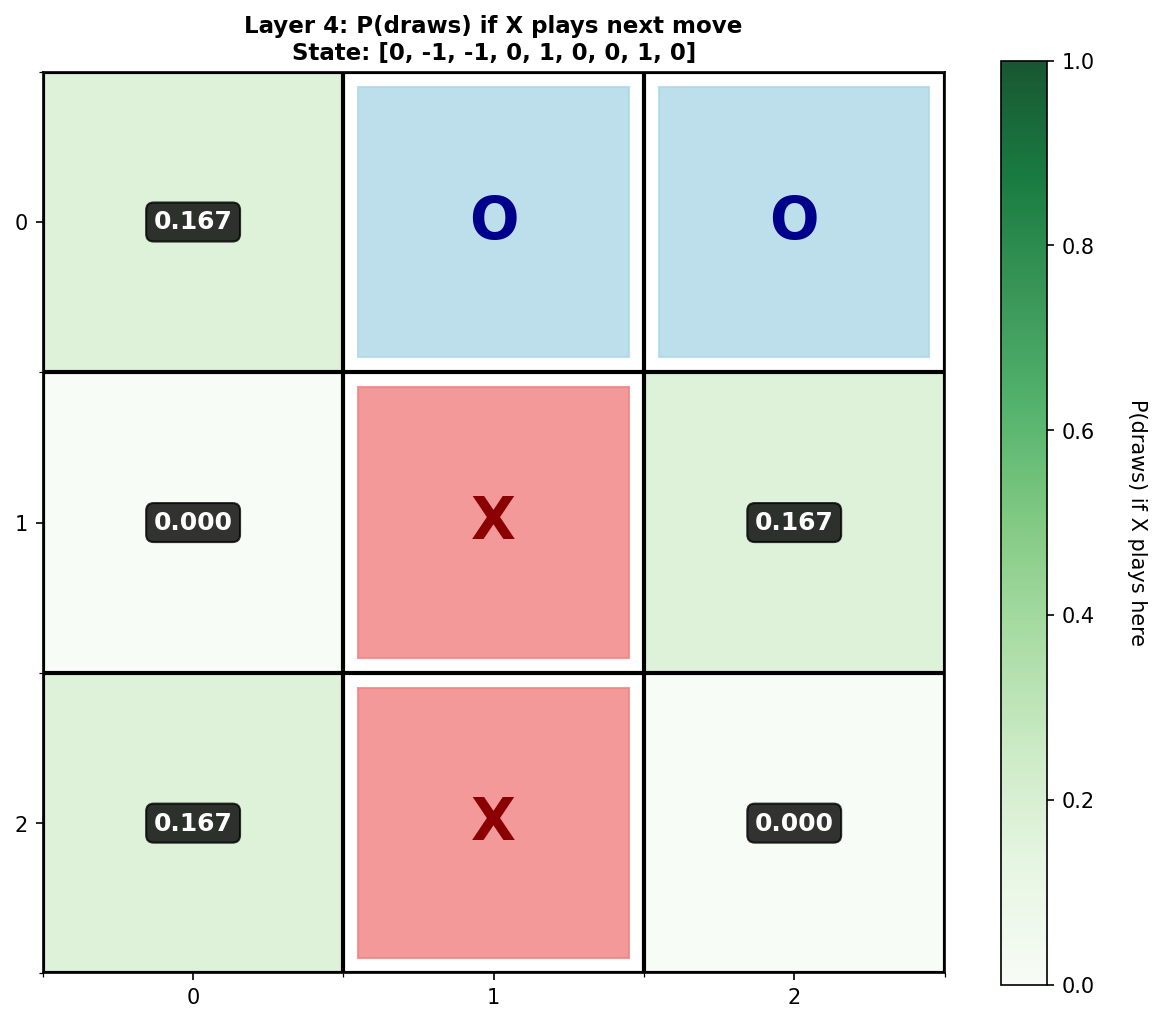 Layer 4: P(draws) if X plays next move
State: [0, -1, -1, 0, 1, 0, 0, 1, 0]
0
0.167
O
O
1
0.000
X
0.167
2
0.167
X
0.000
0
1
2
1.0
0.8
0.6
0.4
0.2
0.0
P(draws) if X plays here